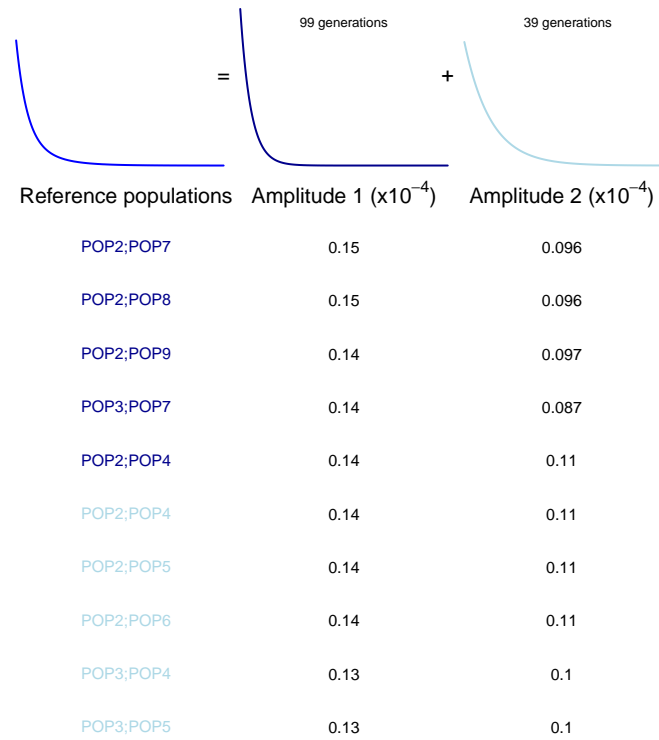 99 generations 39 generations
= +
Reference populations Amplitude 1 (x10⁻⁴) Amplitude 2 (x10⁻⁴)
POP2;POP7 0.15 0.096
POP2;POP8 0.15 0.096
POP2;POP9 0.14 0.097
POP3;POP7 0.14 0.087
POP2;POP4 0.14 0.11
POP2;POP4 0.14 0.11
POP2;POP5 0.14 0.11
POP2;POP6 0.14 0.11
POP3;POP4 0.13 0.1
POP3;POP5 0.13 0.1